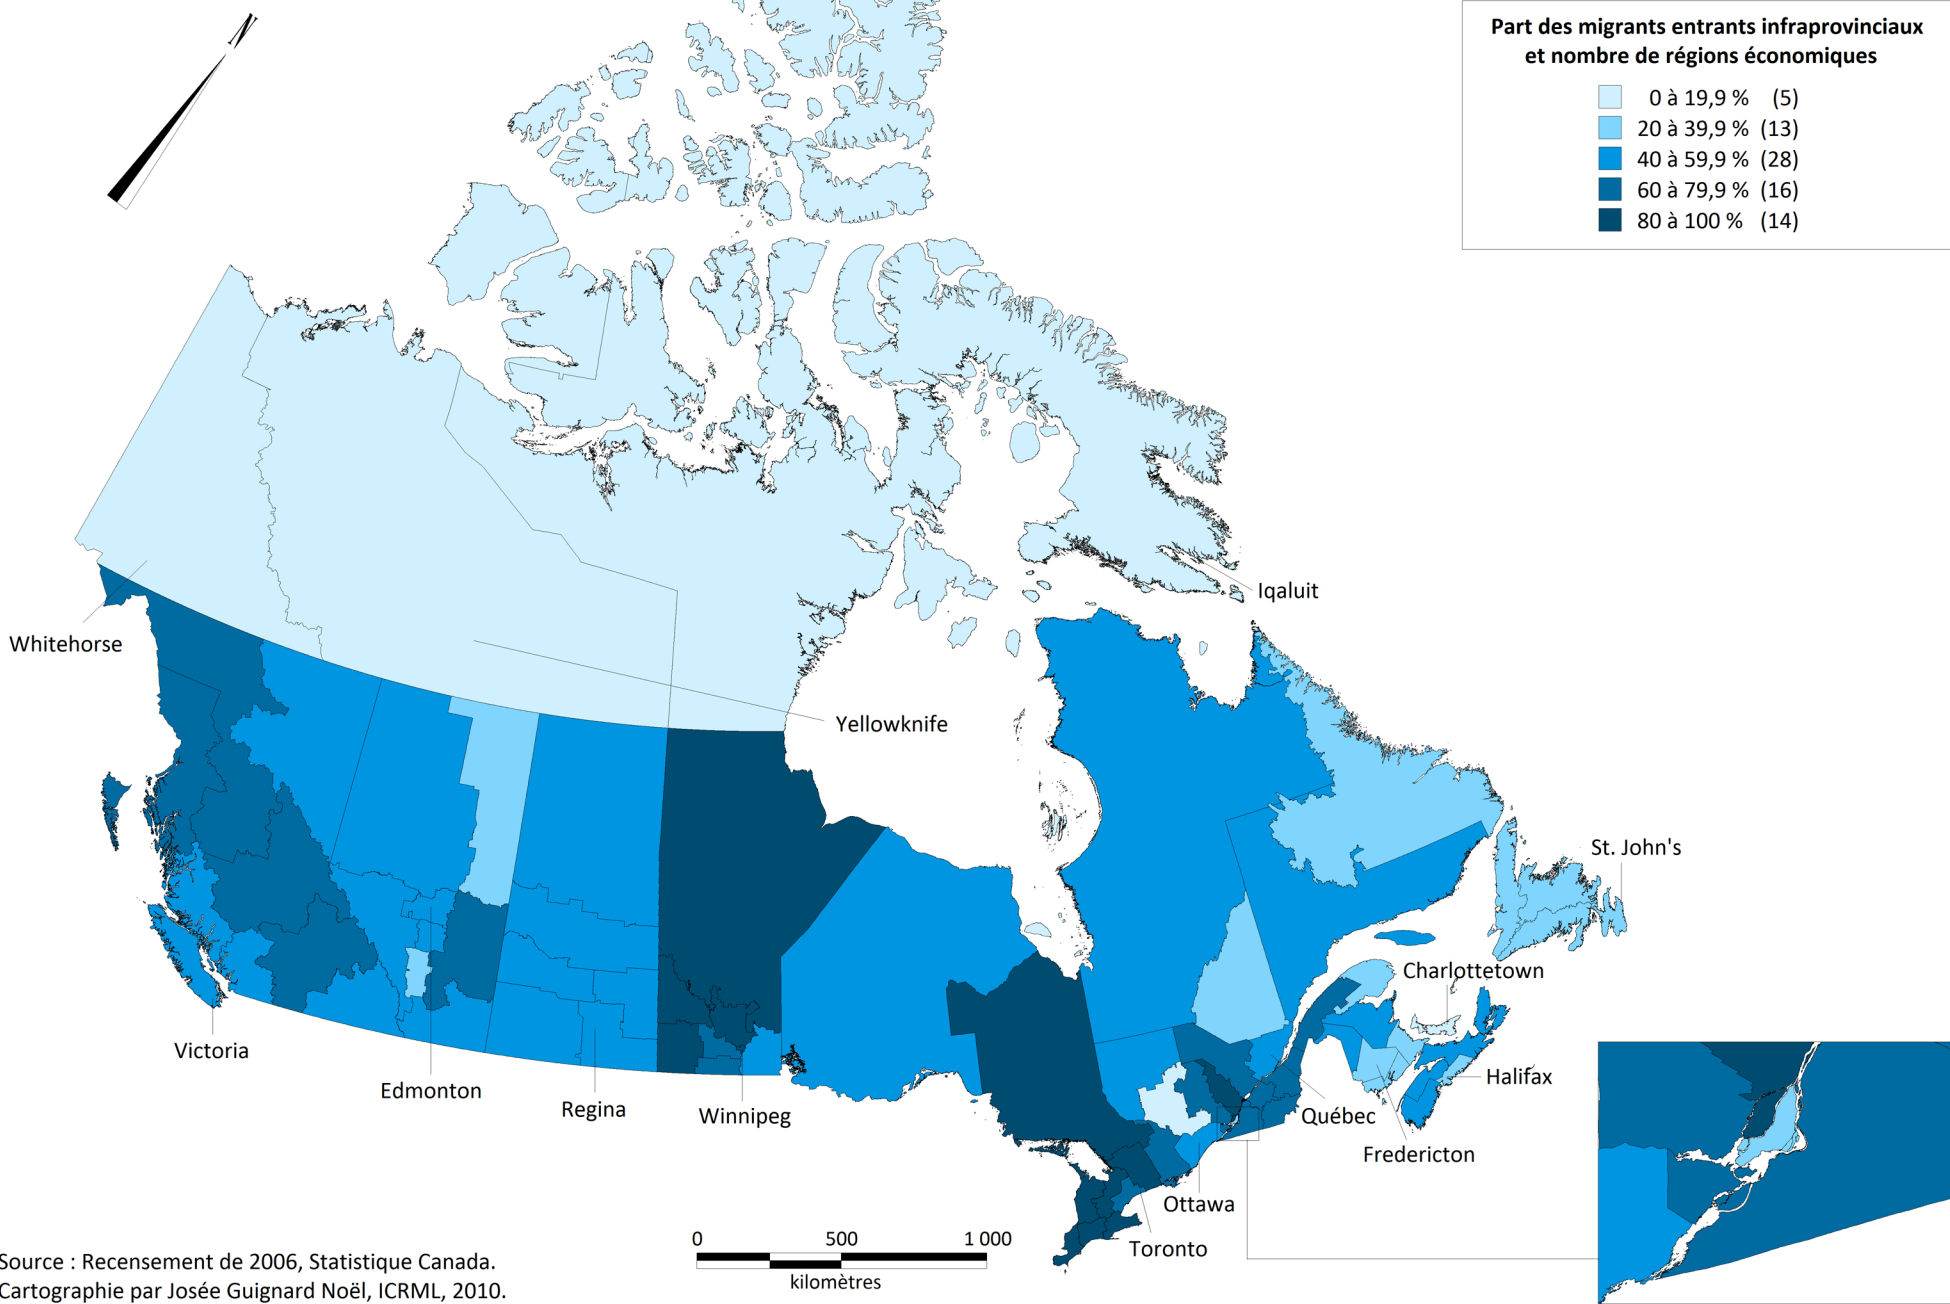 Part des migrants entrants infraprovinciaux
et nombre de régions économiques
0 à 19,9 % (5)
20 à 39,9 % (13)
40 à 59,9 % (28)
60 à 79,9 % (16)
80 à 100 % (14)
Iqaluit
Whitehorse
Yellowknife
St. John's
Charlottetown
Victoria
Edmonton
Regina
Winnipeg
Halifax
Québec
Fredericton
Ottawa
Toronto
0 500 1 000
kilomètres
Source : Recensement de 2006, Statistique Canada.
Cartographie par Josée Guignard Noël, ICRML, 2010.